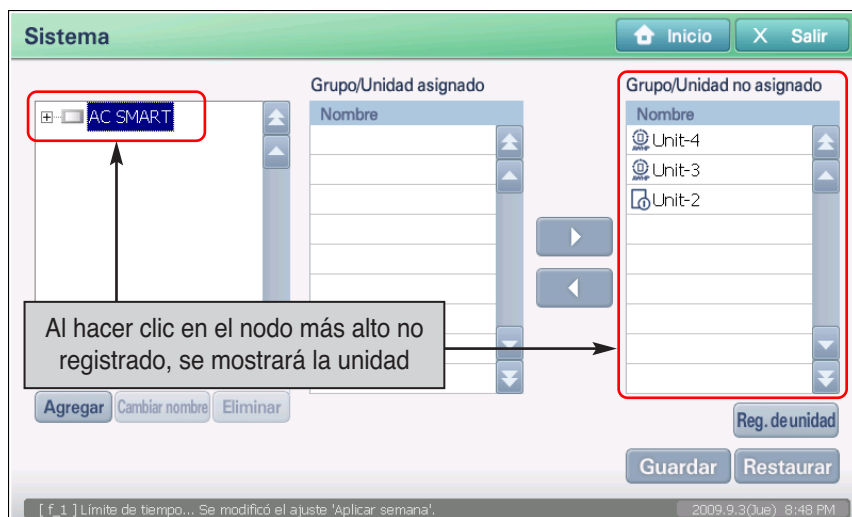 Sistema
Inicio
X Salir
Grupo/Unidad asignado
Grupo/Unidad no asignado
AC SMART
Nombre
Nombre
Unit-4
Unit-3
Unit-2
Al hacer clic en el nodo más alto no
registrado, se mostrará la unidad
Agregar
Cambiar nombre
Eliminar
Reg. de unidad
Guardar
Restaurar
[ f_1 ] Límite de tiempo... Se modificó el ajuste 'Aplicar semana'.
2009.9.3(Jue) 8:48 PM